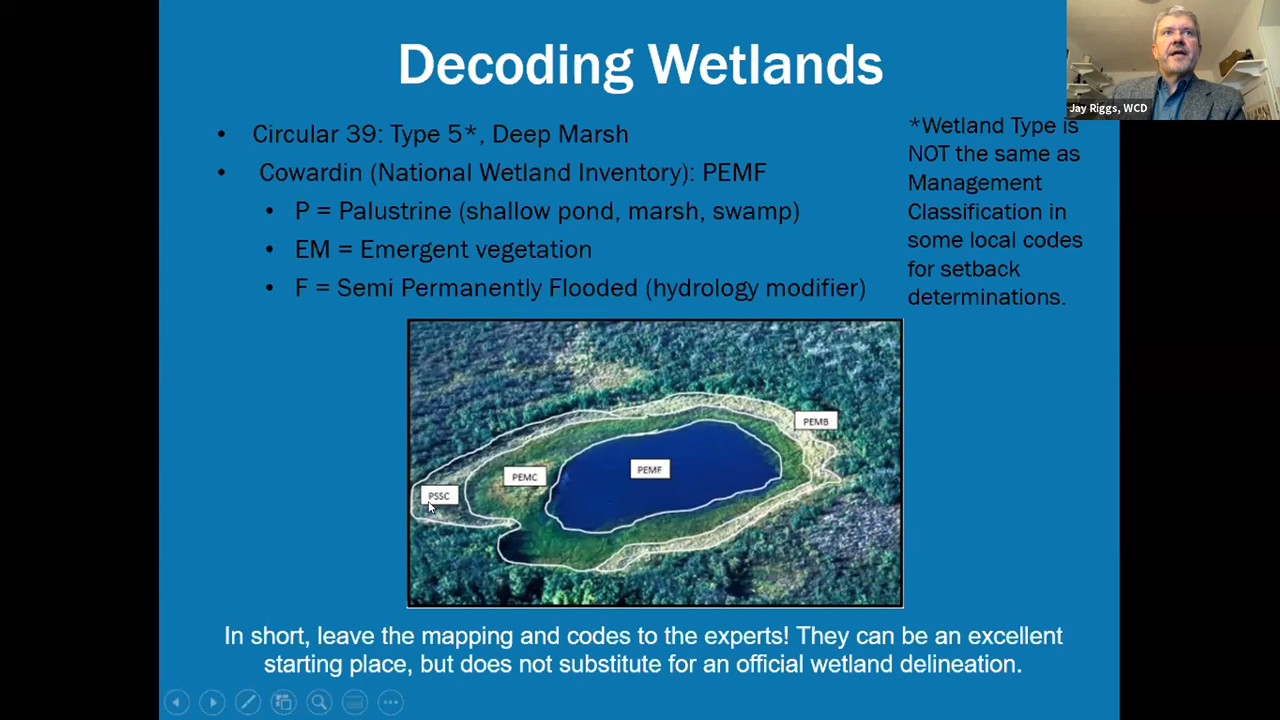 Decoding Wetlands
Jay Riggs, WCD
• Circular 39: Type 5*, Deep Marsh
• Cowardin (National Wetland Inventory): PEMF
• P = Palustrine (shallow pond, marsh, swamp)
• EM = Emergent vegetation
• F = Semi Permanently Flooded (hydrology modifier)
*Wetland Type is
NOT the same as
Management
Classification in
some local codes
for setback
determinations.
PEMB
PEMF
PEMC
PSSC
In short, leave the mapping and codes to the experts! They can be an excellent
starting place, but does not substitute for an official wetland delineation.